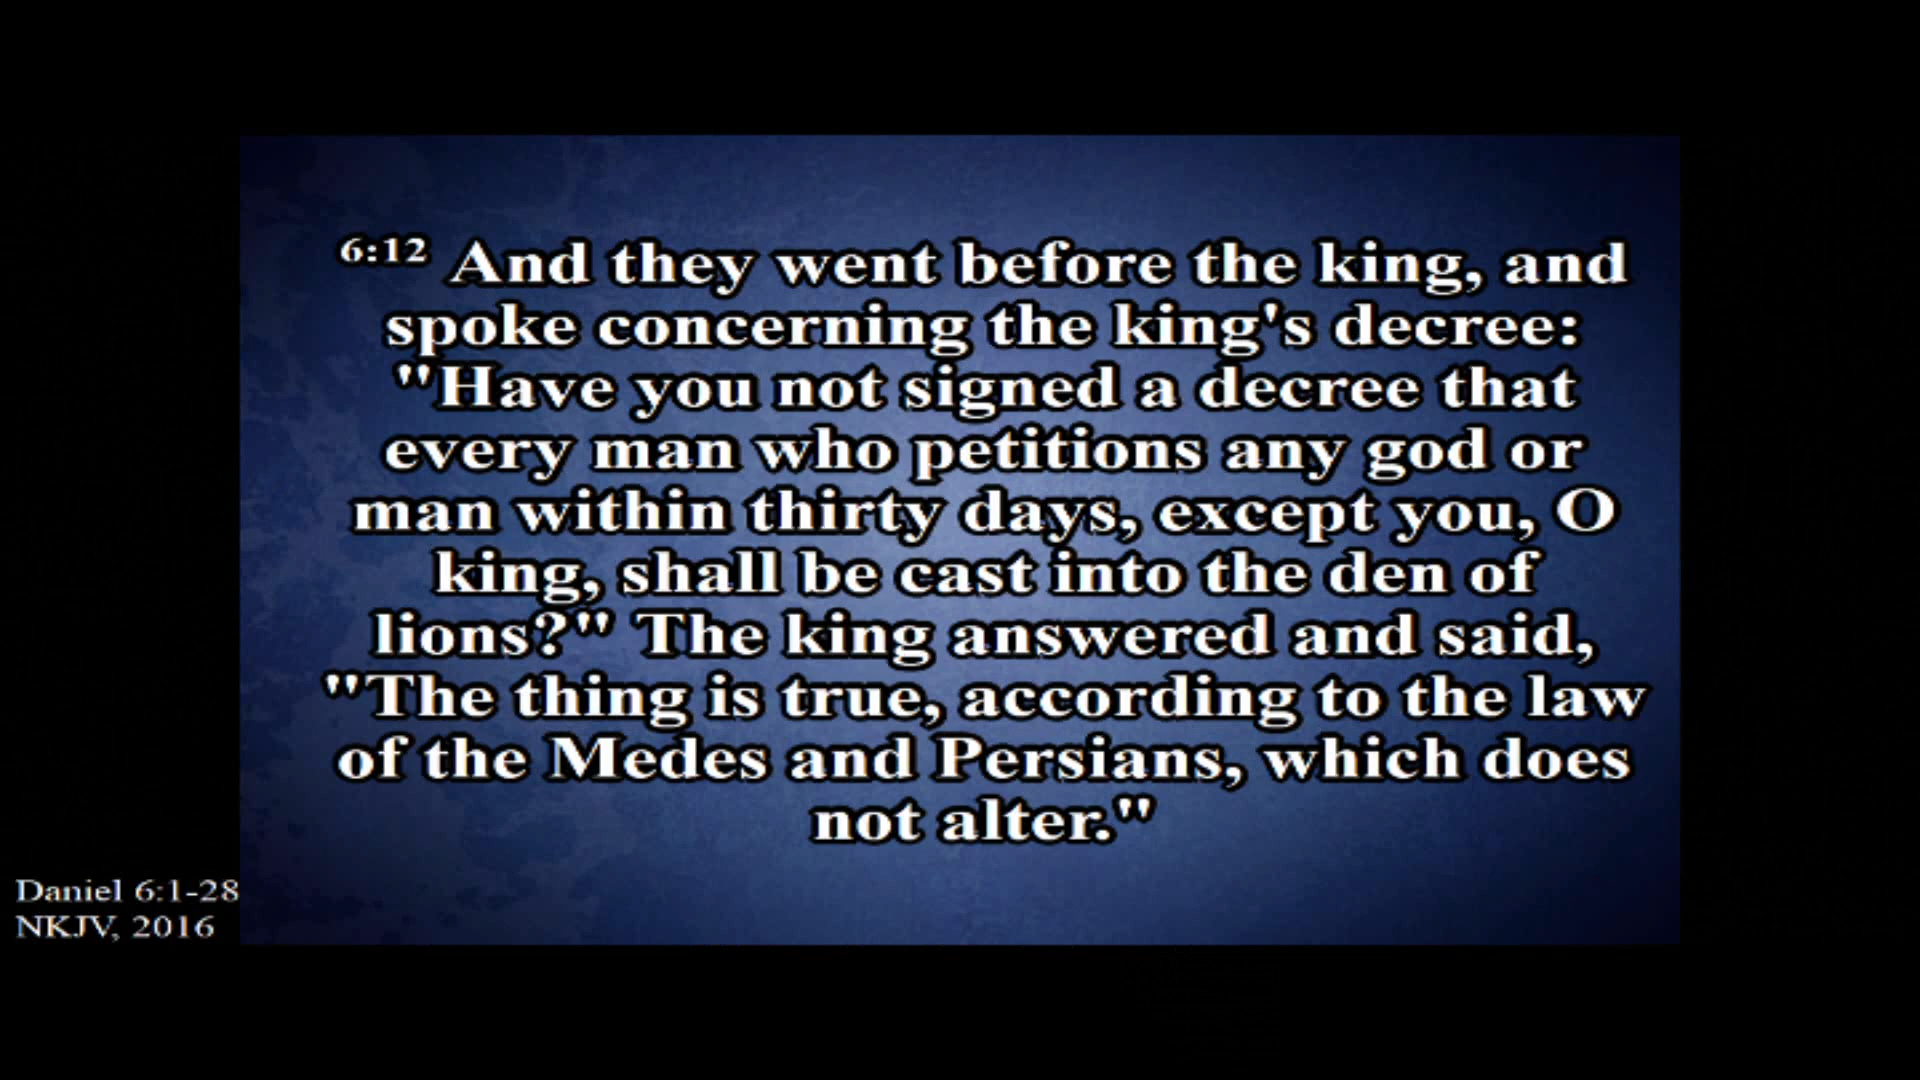 6:12 And they went before the king, and
spoke concerning the king's decree:
"Have you not signed a decree that
every man who petitions any god or
man within thirty days, except you, O
king, shall be cast into the den of
lions?" The king answered and said,
"The thing is true, according to the law
of the Medes and Persians, which does
not alter."
Daniel 6:1-28
NKJV, 2016